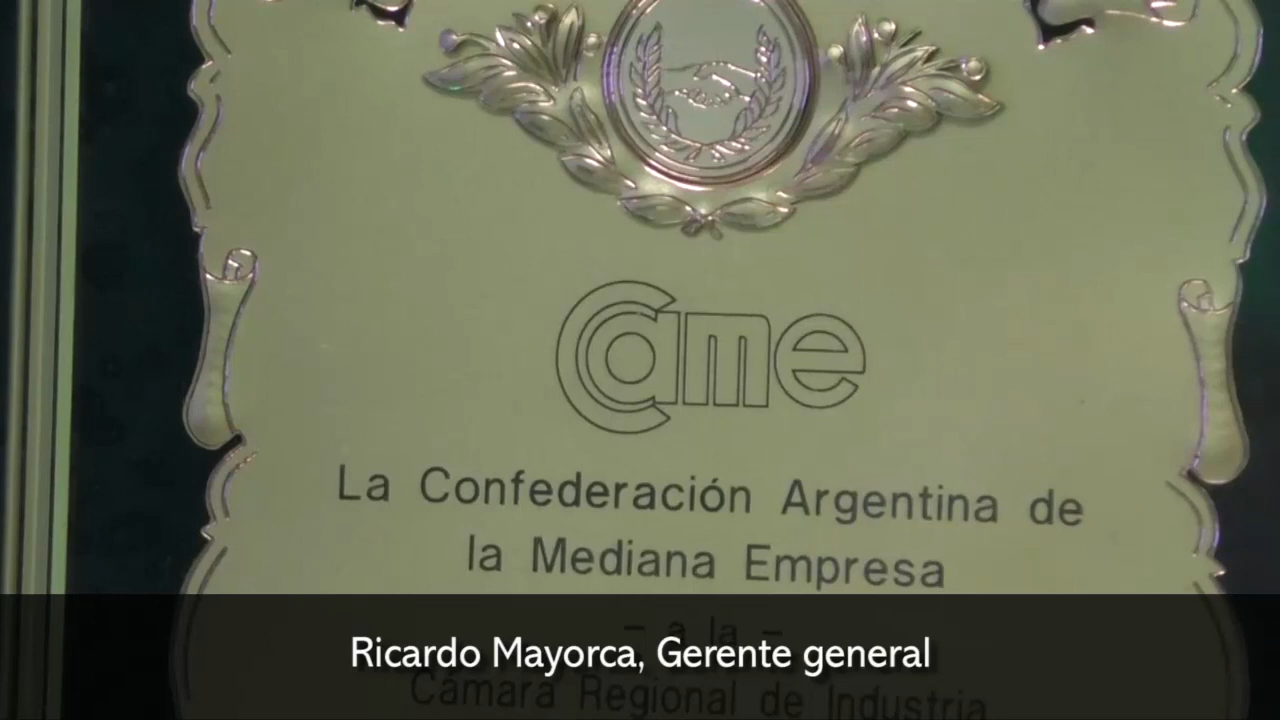 Came
La Confederación Argentina de
la Mediana Empresa
- a la -
Ricardo Mayorca, Gerente general
Cámara Regional de Industria